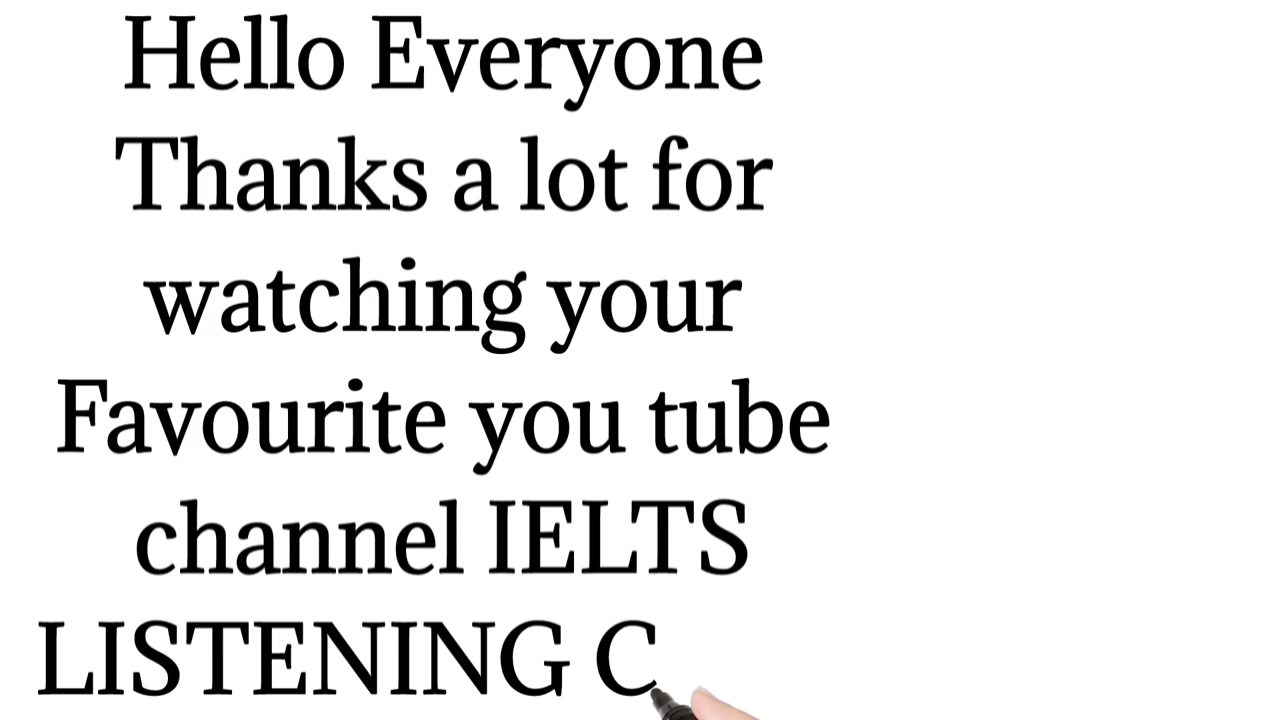 Hello Everyone
Thanks a lot for
watching your
Favourite you tube
channel IELTS
LISTENING C